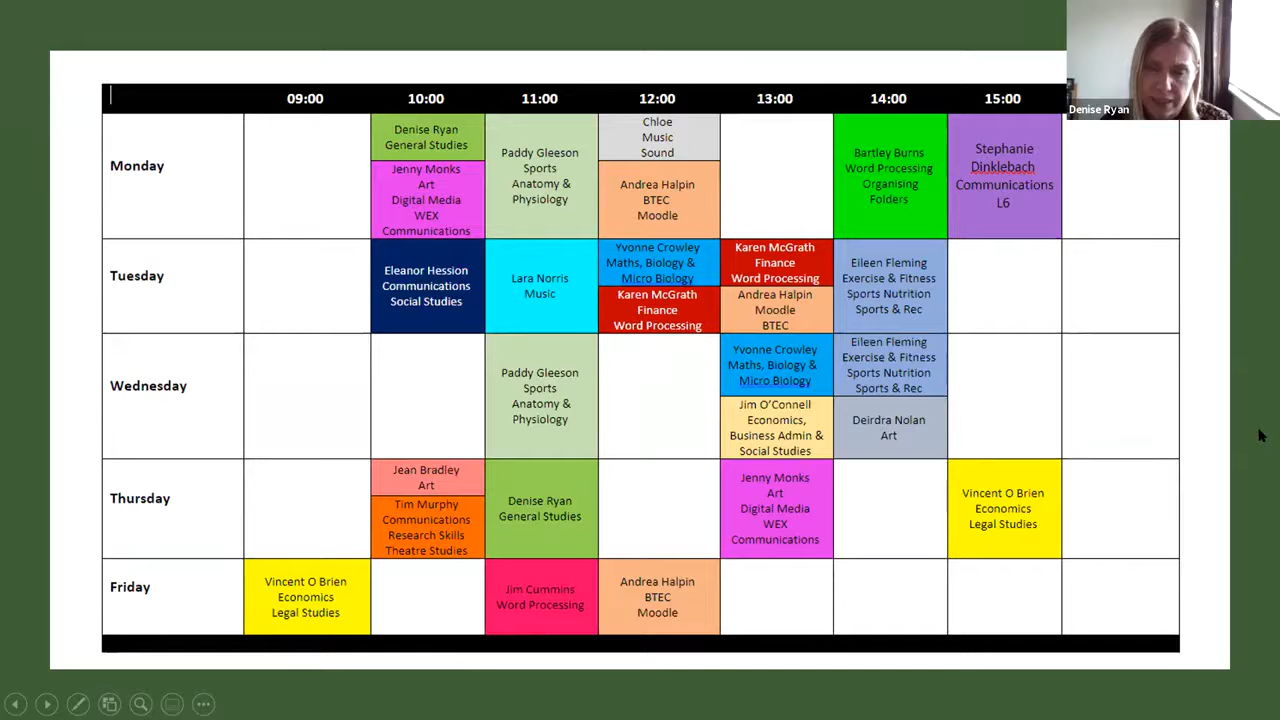 09:00 10:00 11:00 12:00 13:00 14:00 15:00
Denise Ryan
Monday
Denise Ryan
General Studies
Jenny Monks
Art
Digital Media
WEX
Communications
Paddy Gleeson
Sports
Anatomy &
Physiology
Chloe
Music
Sound
Andrea Halpin
BTEC
Moodle
Bartley Burns
Word Processing
Organising
Folders
Stephanie
Dinklebach
Communications
L6
Tuesday
Eleanor Hession
Communications
Social Studies
Lara Norris
Music
Yvonne Crowley
Maths, Biology &
Micro Biology
Karen McGrath
Finance
Word Processing
Karen McGrath
Finance
Word Processing
Andrea Halpin
Moodle
BTEC
Eileen Fleming
Exercise & Fitness
Sports Nutrition
Sports & Rec
Wednesday
Paddy Gleeson
Sports
Anatomy &
Physiology
Yvonne Crowley
Maths, Biology &
Micro Biology
Jim O’Connell
Economics,
Business Admin &
Social Studies
Eileen Fleming
Exercise & Fitness
Sports Nutrition
Sports & Rec
Deirdra Nolan
Art
Thursday
Jean Bradley
Art
Tim Murphy
Communications
Research Skills
Theatre Studies
Denise Ryan
General Studies
Jenny Monks
Art
Digital Media
WEX
Communications
Vincent O Brien
Economics
Legal Studies
Friday
Vincent O Brien
Economics
Legal Studies
Jim Cummins
Word Processing
Andrea Halpin
BTEC
Moodle